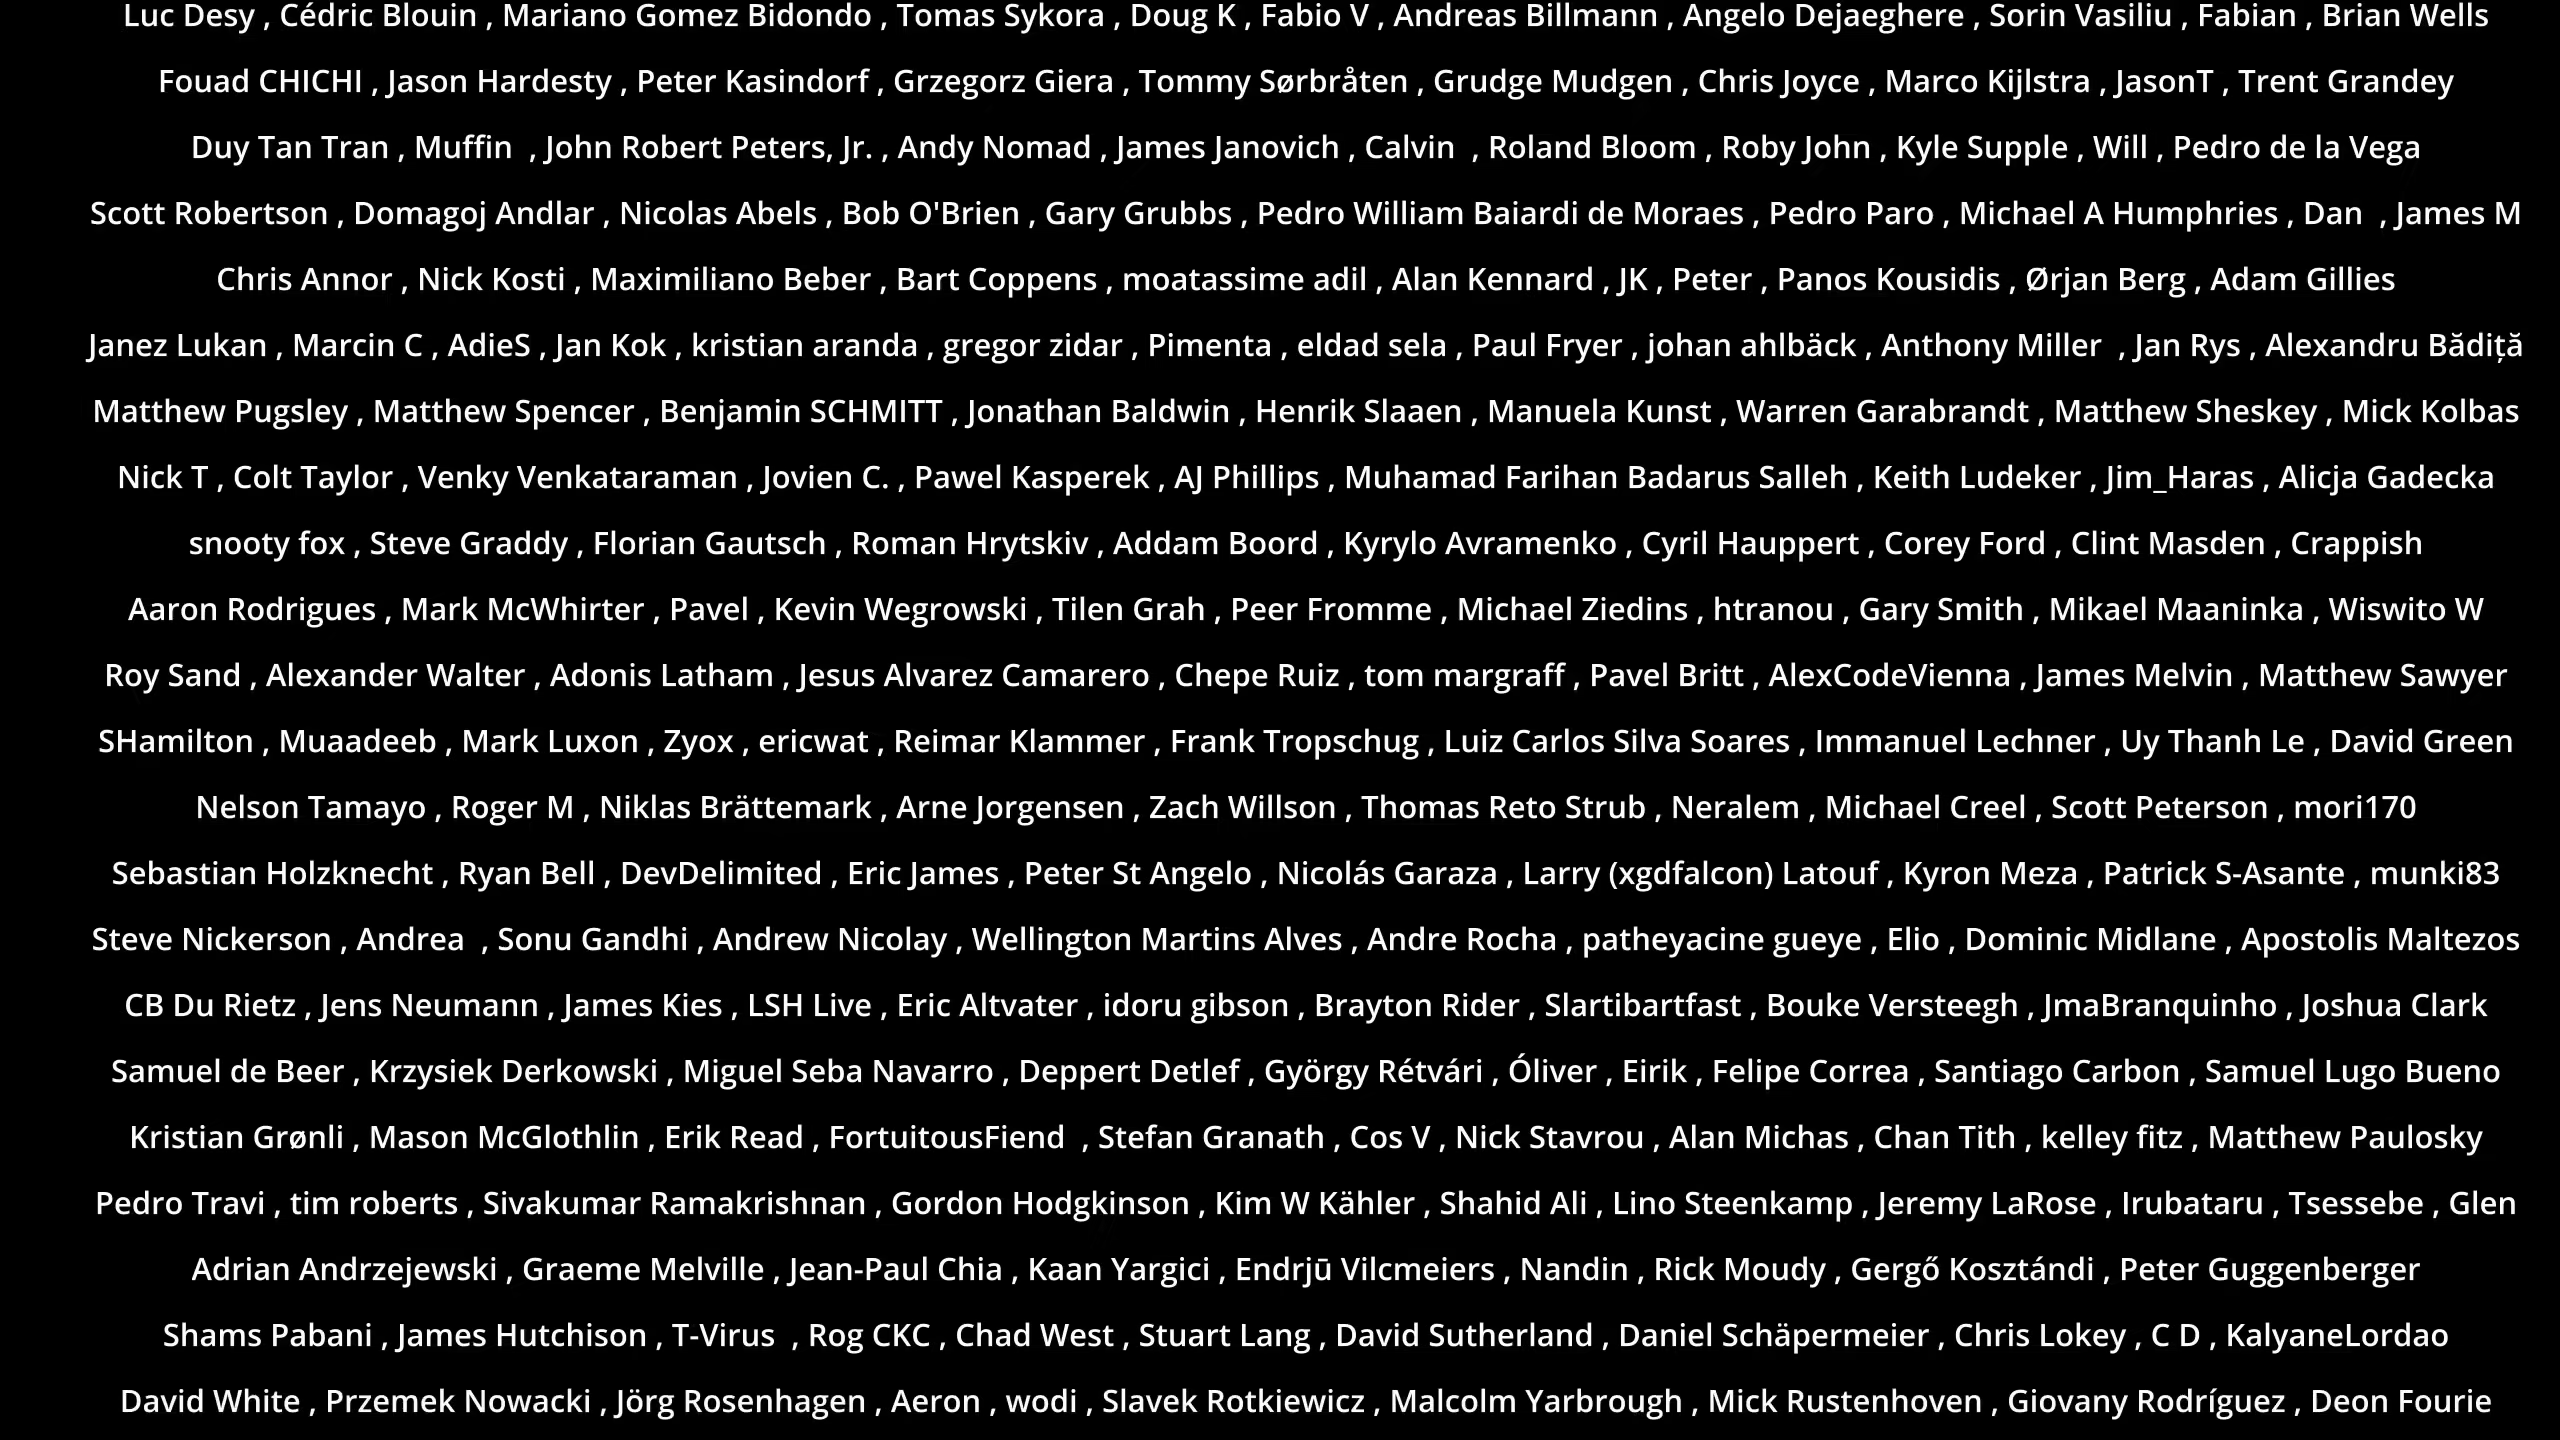 Luc Desy , Cédric Blouin , Mariano Gomez Bidondo , Tomas Sykora , Doug K , Fabio V , Andreas Billmann , Angelo Dejaeghere , Sorin Vasiliu , Fabian , Brian Wells
Fouad CHICHI , Jason Hardesty , Peter Kasindorf , Grzegorz Giera , Tommy Sørbråten , Grudge Mudgen , Chris Joyce , Marco Kijlstra , JasonT , Trent Grandey
Duy Tan Tran , Muffin  , John Robert Peters, Jr. , Andy Nomad , James Janovich , Calvin  , Roland Bloom , Roby John , Kyle Supple , Will , Pedro de la Vega
Scott Robertson , Domagoj Andlar , Nicolas Abels , Bob O'Brien , Gary Grubbs , Pedro William Baiardi de Moraes , Pedro Paro , Michael A Humphries , Dan  , James M
Chris Annor , Nick Kosti , Maximiliano Beber , Bart Coppens , moatassime adil , Alan Kennard , JK , Peter , Panos Kousidis , Ørjan Berg , Adam Gillies
Janez Lukan , Marcin C , AdieS , Jan Kok , kristian aranda , gregor zidar , Pimenta , eldad sela , Paul Fryer , johan ahlbäck , Anthony Miller  , Jan Rys , Alexandru Bădiță
Matthew Pugsley , Matthew Spencer , Benjamin SCHMITT , Jonathan Baldwin , Henrik Slaaen , Manuela Kunst , Warren Garabrandt , Matthew Sheskey , Mick Kolbas
Nick T , Colt Taylor , Venky Venkataraman , Jovien C. , Pawel Kasperek , AJ Phillips , Muhamad Farihan Badarus Salleh , Keith Ludeker , Jim_Haras , Alicja Gadecka
snooty fox , Steve Graddy , Florian Gautsch , Roman Hrytskiv , Addam Boord , Kyrylo Avramenko , Cyril Hauppert , Corey Ford , Clint Masden , Crappish
Aaron Rodrigues , Mark McWhirter , Pavel , Kevin Wegrowski , Tilen Grah , Peer Fromme , Michael Ziedins , htranou , Gary Smith , Mikael Maaninka , Wiswito W
Roy Sand , Alexander Walter , Adonis Latham , Jesus Alvarez Camarero , Chepe Ruiz , tom margraff , Pavel Britt , AlexCodeVienna , James Melvin , Matthew Sawyer
SHamilton , Muaadeeb , Mark Luxon , Zyox , ericwat , Reimar Klammer , Frank Tropschug , Luiz Carlos Silva Soares , Immanuel Lechner , Uy Thanh Le , David Green
Nelson Tamayo , Roger M , Niklas Brättemark , Arne Jorgensen , Zach Willson , Thomas Reto Strub , Neralem , Michael Creel , Scott Peterson , mori170
Sebastian Holzknecht , Ryan Bell , DevDelimited , Eric James , Peter St Angelo , Nicolás Garaza , Larry (xgdfalcon) Latouf , Kyron Meza , Patrick S-Asante , munki83
Steve Nickerson , Andrea  , Sonu Gandhi , Andrew Nicolay , Wellington Martins Alves , Andre Rocha , patheyacine gueye , Elio , Dominic Midlane , Apostolis Maltezos
CB Du Rietz , Jens Neumann , James Kies , LSH Live , Eric Altvater , idoru gibson , Brayton Rider , Slartibartfast , Bouke Versteegh , JmaBranquinho , Joshua Clark
Samuel de Beer , Krzysiek Derkowski , Miguel Seba Navarro , Deppert Detlef , György Rétvári , Óliver , Eirik , Felipe Correa , Santiago Carbon , Samuel Lugo Bueno
Kristian Grønli , Mason McGlothlin , Erik Read , FortuitousFiend  , Stefan Granath , Cos V , Nick Stavrou , Alan Michas , Chan Tith , kelley fitz , Matthew Paulosky
Pedro Travi , tim roberts , Sivakumar Ramakrishnan , Gordon Hodgkinson , Kim W Kähler , Shahid Ali , Lino Steenkamp , Jeremy LaRose , Irubataru , Tsessebe , Glen
Adrian Andrzejewski , Graeme Melville , Jean-Paul Chia , Kaan Yargici , Endrjū Vilcmeiers , Nandin , Rick Moudy , Gergő Kosztándi , Peter Guggenberger
Shams Pabani , James Hutchison , T-Virus  , Rog CKC , Chad West , Stuart Lang , David Sutherland , Daniel Schäpermeier , Chris Lokey , C D , KalyaneLordao
David White , Przemek Nowacki , Jörg Rosenhagen , Aeron , wodi , Slavek Rotkiewicz , Malcolm Yarbrough , Mick Rustenhoven , Giovany Rodríguez , Deon Fourie